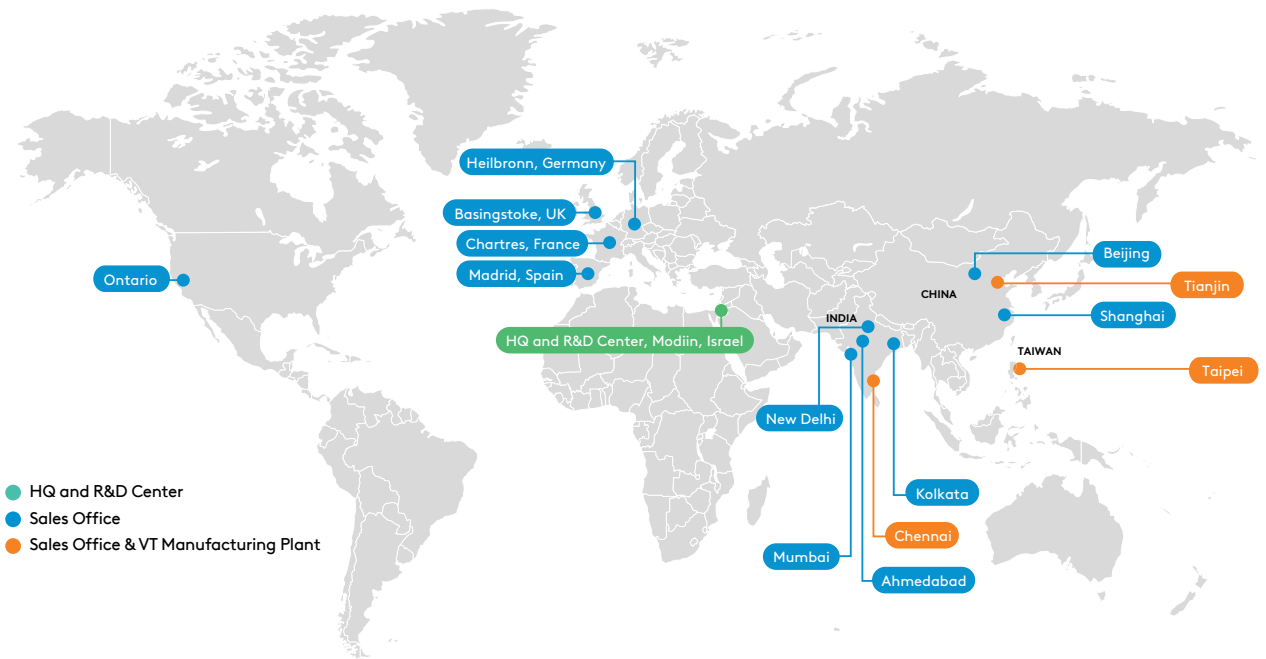 Heilbronn, Germany
Basingstoke, UK
Chartres, France
Madrid, Spain
Ontario
HQ and R&D Center, Modiin, Israel
Beijing
Tianjin
CHINA
Shanghai
INDIA
TAIWAN
Taipei
New Delhi
Kolkata
Chennai
Mumbai
Ahmedabad
HQ and R&D Center
Sales Office
Sales Office & VT Manufacturing Plant